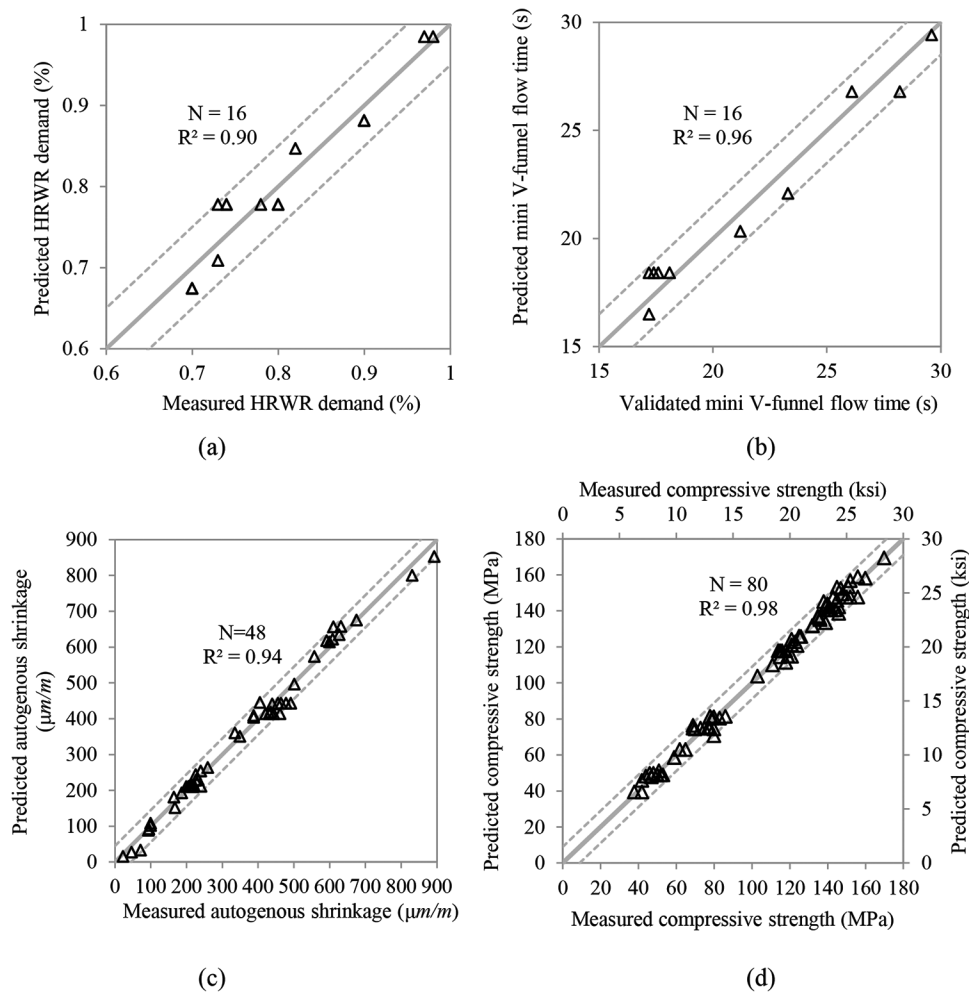 1
0.9
0.8
0.7
0.6
0.6
0.7
0.8
0.9
1
Predicted HRWR demand (%)
N = 16
R² = 0.90
Measured HRWR demand (%)
(a)
30
25
20
15
15
20
25
30
Predicted mini V-funnel flow time (s)
N = 16
R² = 0.96
Validated mini V-funnel flow time (s)
(b)
900
800
700
600
500
400
300
200
100
0
0 100 200 300 400 500 600 700 800 900
Predicted autogenous shrinkage
(μm/m)
N=48
R² = 0.94
Measured autogenous shrinkage (μm/m)
(c)
Measured compressive strength (ksi)
0 5 10 15 20 25 30
180
160
140
120
100
80
60
40
20
0
Predicted compressive strength (MPa)
N = 80
R² = 0.98
30
25
20
15
10
5
0
Predicted compressive strength (ksi)
0 20 40 60 80 100 120 140 160 180
Measured compressive strength (MPa)
(d)